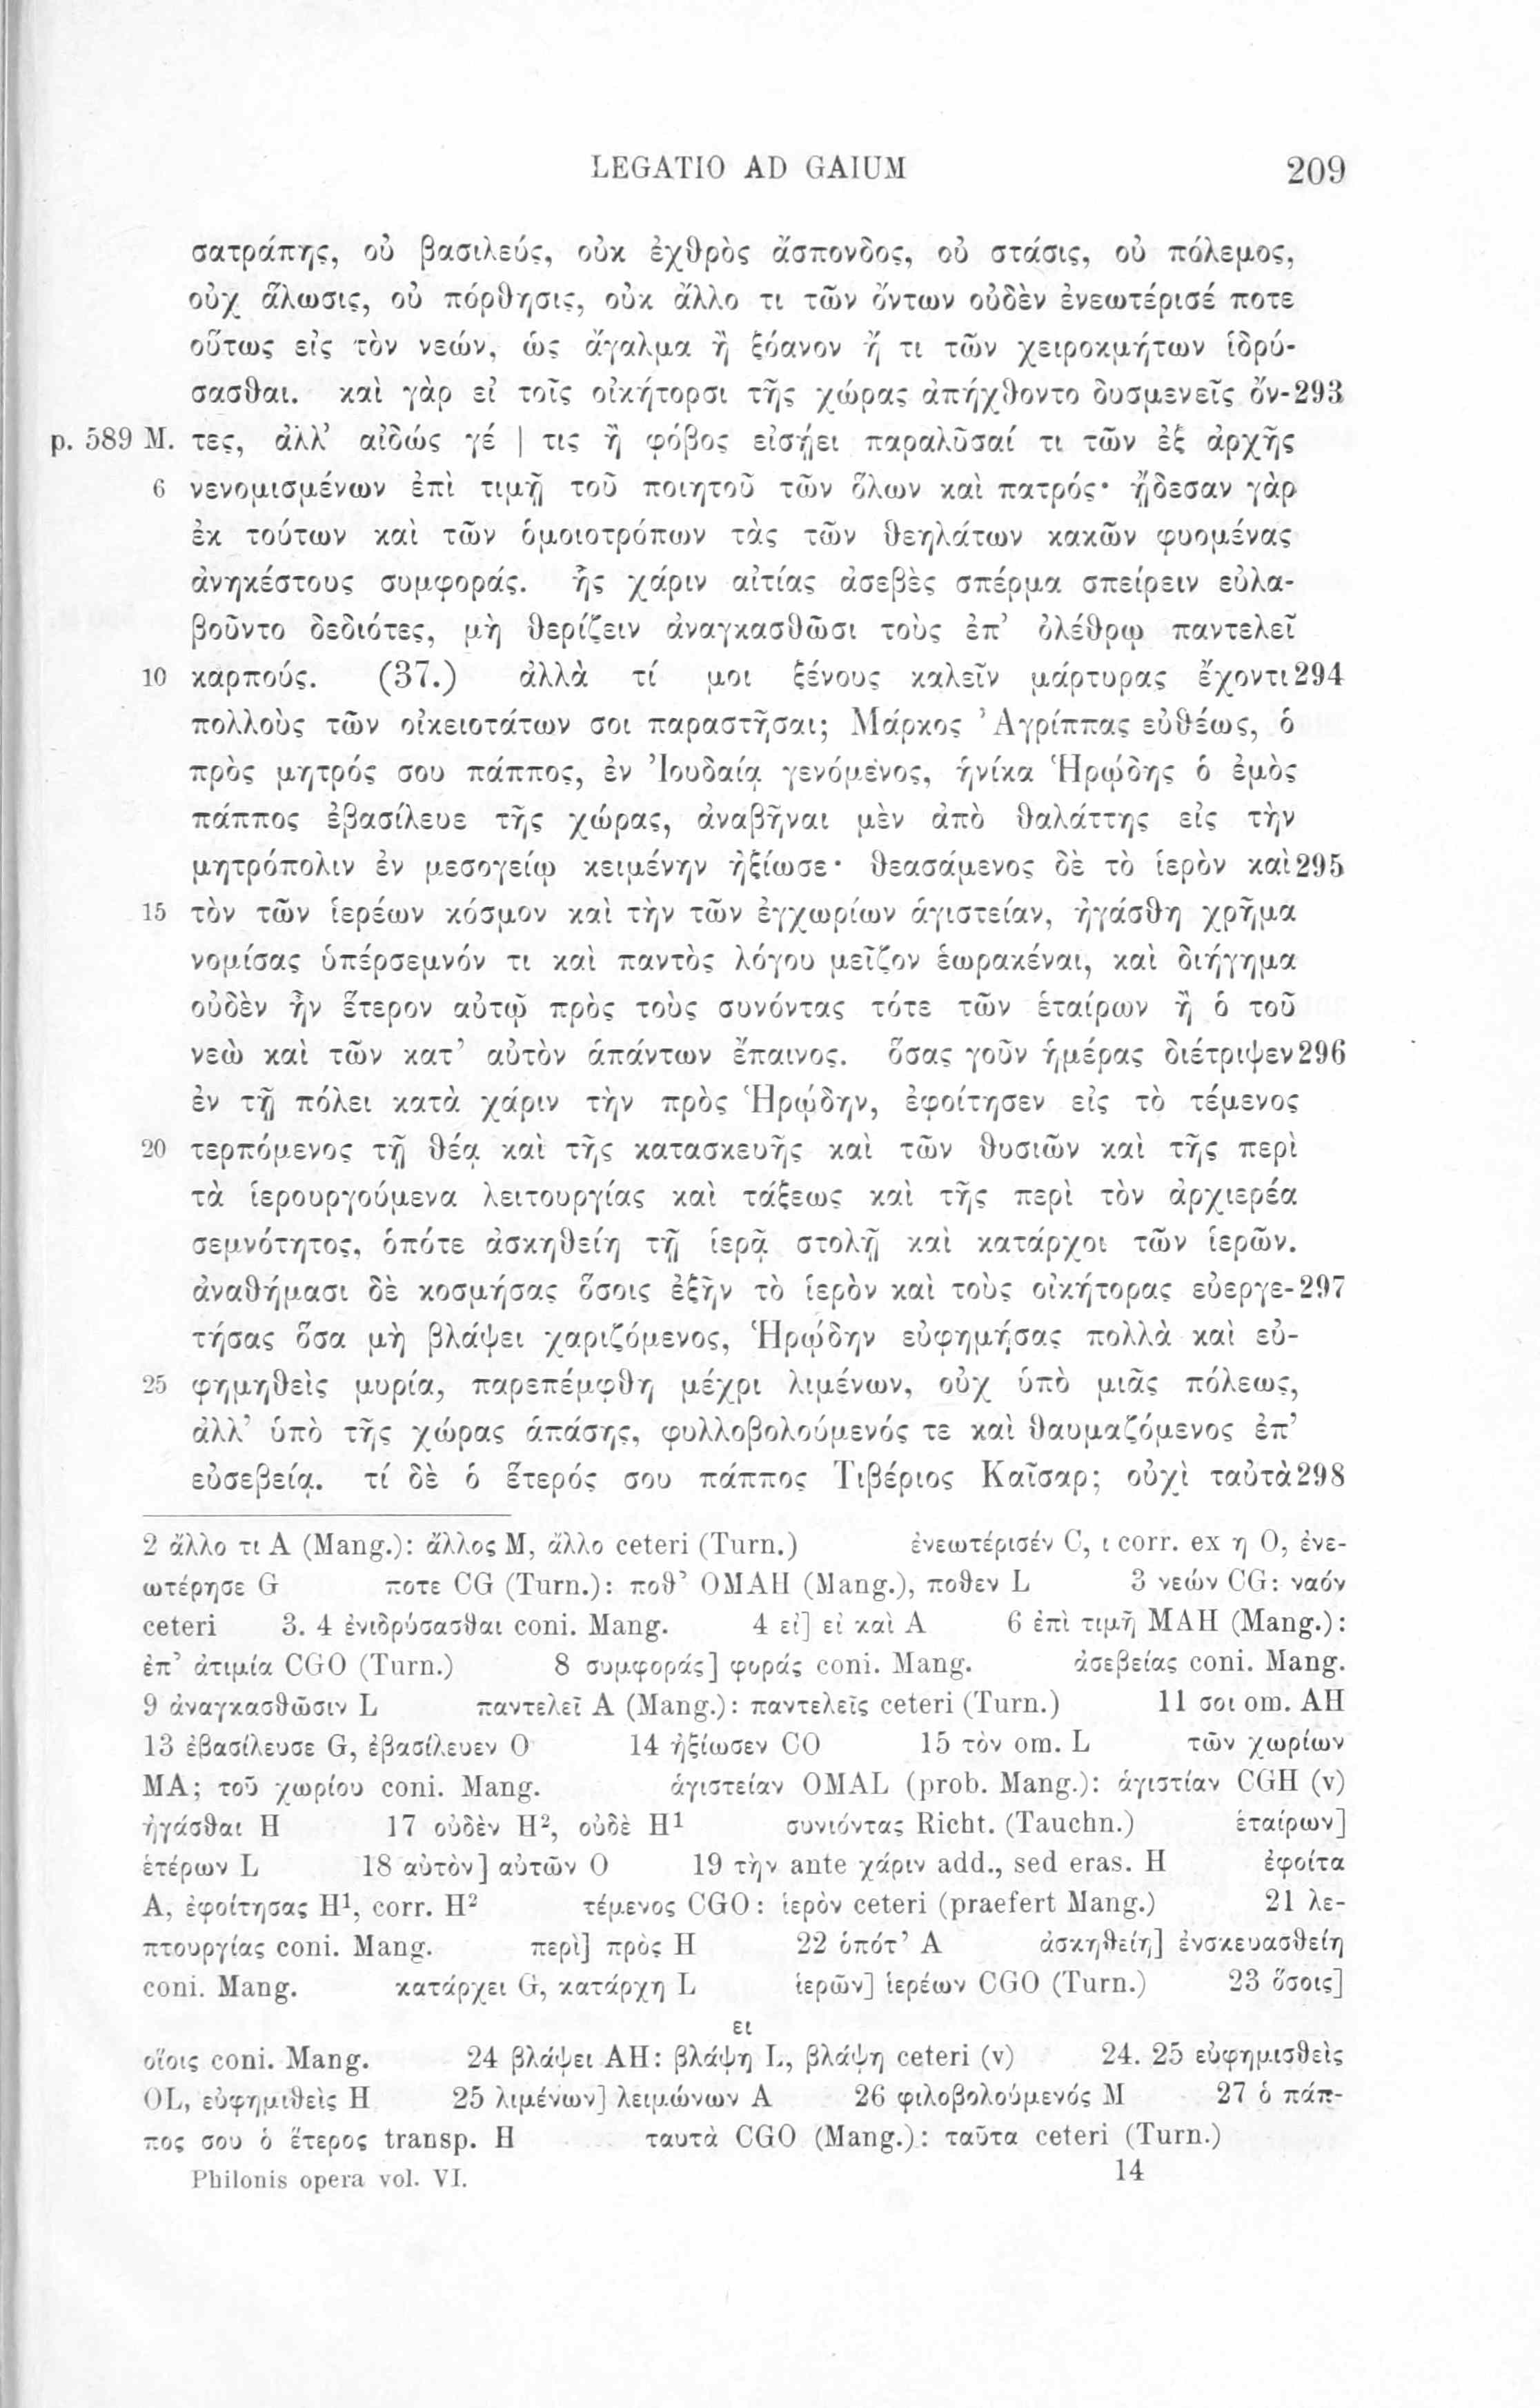 LEGATIO AD GAIUM 209
σατράπης, οὐ βασιλεύς, οὐκ ἐχθρὸς ἄσπονδος, οὐ στάσις, οὐ πόλεμος,
οὐχ ἅλωσις, οὐ πόρθησις, οὐκ ἄλλο τι τῶν ὄντων οὐδὲν ἐνεωτέρισέ ποτε
οὕτως εἰς τὸν νεών, ὡς ἄγαλμα ἢ ξόανον ἤ τι τῶν χειροκμήτων ἱδρύ-
σασθαι. καὶ γὰρ εἰ τοῖς οἰκήτορσι τῆς χώρας ἀπήχθοντο δυσμενεῖς ὄν-293
p. 589 M. τες, ἀλλ’ αἰδώς γέ | τις ἢ φόβος εἰσῄει παραλῦσαί τι τῶν ἐξ ἀρχῆς
6 νενομισμένων ἐπὶ τιμῇ τοῦ ποιητοῦ τῶν ὅλων καὶ πατρός· ᾔδεσαν γὰρ
ἐκ τούτων καὶ τῶν ὁμοιοτρόπων τὰς τῶν θεηλάτων κακῶν φυομένας
ἀνηκέστους συμφοράς. ἧς χάριν αἰτίας ἀσεβὲς σπέρμα σπείρειν εὐλα-
βοῦντο δεδιότες, μὴ θερίζειν ἀναγκασθῶσι τοὺς ἐπ’ ὀλέθρῳ παντελεῖ
10 καρπούς. (37.) ἀλλὰ τί μοι ξένους καλεῖν μάρτυρας ἔχοντι 294
πολλοὺς τῶν οἰκειοτάτων σοι παραστῆσαι; Μάρκος Ἀγρίππας εὐθέως, ὁ
πρὸς μητρός σου πάππος, ἐν Ἰουδαίᾳ γενόμενος, ἡνίκα Ἡρῴδης ὁ ἐμὸς
πάππος ἐβασίλευε τῆς χώρας, ἀναβῆναι μὲν ἀπὸ θαλάττης εἰς τὴν
μητρόπολιν ἐν μεσογείῳ κειμένην ἠξίωσε· θεασάμενος δὲ τὸ ἱερὸν καὶ 295
15 τὸν τῶν ἱερέων κόσμον καὶ τὴν τῶν ἐγχωρίων ἁγιστείαν, ἠγάσθη χρῆμα
νομίσας ὑπέρσεμνόν τι καὶ παντὸς λόγου μεῖζον ἑωρακέναι, καὶ διήγημα
οὐδὲν ἦν ἕτερον αὐτῷ πρὸς τοὺς συνόντας τότε τῶν ἑταίρων ἢ ὁ τοῦ
νεὼ καὶ τῶν κατ’ αὐτὸν ἁπάντων ἔπαινος. ὅσας γοῦν ἡμέρας διέτριψεν 296
ἐν τῇ πόλει κατὰ χάριν τὴν πρὸς Ἡρῴδην, ἐφοίτησεν εἰς τὸ τέμενος
20 τερπόμενος τῇ θέᾳ καὶ τῆς κατασκευῆς καὶ τῶν θυσιῶν καὶ τῆς περὶ
τὰ ἱερουργούμενα λειτουργίας καὶ τάξεως καὶ τῆς περὶ τὸν ἀρχιερέα
σεμνότητος, ὁπότε ἀσκηθείη τῇ ἱερᾷ στολῇ καὶ κατάρχοι τῶν ἱερῶν.
ἀναθήμασι δὲ κοσμήσας ὅσοις ἐξῆν τὸ ἱερὸν καὶ τοὺς οἰκήτορας εὐεργε-297
τήσας ὅσα μὴ βλάψει χαριζόμενος, Ἡρῴδην εὐφημήσας πολλὰ καὶ εὐ-
25 φημηθεὶς μυρία, παρεπέμφθη μέχρι λιμένων, οὐχ ὑπὸ μιᾶς πόλεως,
ἀλλ’ ὑπὸ τῆς χώρας ἁπάσης, φυλλοβολούμενός τε καὶ θαυμαζόμενος ἐπ’
εὐσεβείᾳ. τί δὲ ὁ ἕτερός σου πάππος Τιβέριος Καῖσαρ; οὐχὶ ταὐτὰ 298
2 ἄλλο τι A (Mang.): ἄλλος M, ἄλλο ceteri (Turn.) ἐνεωτέρισέν C, ι corr. ex η O, ἐνε-
ωτέρησε G ποτε CG (Turn.): ποθ’ OMAH (Mang.), ποθεν L 3 νεών CG: ναόν
ceteri 3. 4 ἐνιδρύσασθαι coni. Mang. 4 εἰ] εἰ καὶ A 6 ἐπὶ τιμῇ MAH (Mang.):
ἐπ’ ἀτιμία CGO (Turn.) 8 συμφοράς] φοράς coni. Mang. ἀσεβείας coni. Mang.
9 ἀναγκασθῶσιν L παντελεῖ A (Mang.): παντελεῖς ceteri (Turn.) 11 σοι om. AH
13 ἐβασίλευσε G, ἐβασίλευεν O 14 ἠξίωσεν CO 15 τὸν om. L τῶν χωρίων
MA; τοῦ χωρίου coni. Mang. ἁγιστείαν OMAL (prob. Mang.): ἁγιστίαν CGH (v)
ἠγάσθαι H 17 οὐδὲν H², οὐδὲ H¹ συνιόντας Richt. (Tauchn.) ἑταίρων]
ἑτέρων L 18 αὐτὸν] αὐτῶν O 19 τὴν ante χάριν add., sed eras. H ἐφοίτα
A, ἐφοίτησας H¹, corr. H² τέμενος CGO: ἱερὸν ceteri (praefert Mang.) 21 λε-
πτουργίας coni. Mang. περὶ] πρὸς H 22 ὁπότ’ A ἀσκηθείη] ἐνσκευασθείη
coni. Mang. κατάρχει G, κατάρχη L ἱερῶν] ἱερέων CGO (Turn.) 23 ὅσοις]
ει
οἵοις coni. Mang. 24 βλάψει AH: βλάψη L, βλάψῃ ceteri (v) 24. 25 εὐφημισθεὶς
OL, εὐφημιθεὶς H 25 λιμένων] λειμώνων A 26 φιλοβολούμενός M 27 ὁ πάπ-
πος σου ὁ ἕτερος transp. H ταυτὰ CGO (Mang.): ταῦτα ceteri (Turn.)
Philonis opera vol. VI. 14